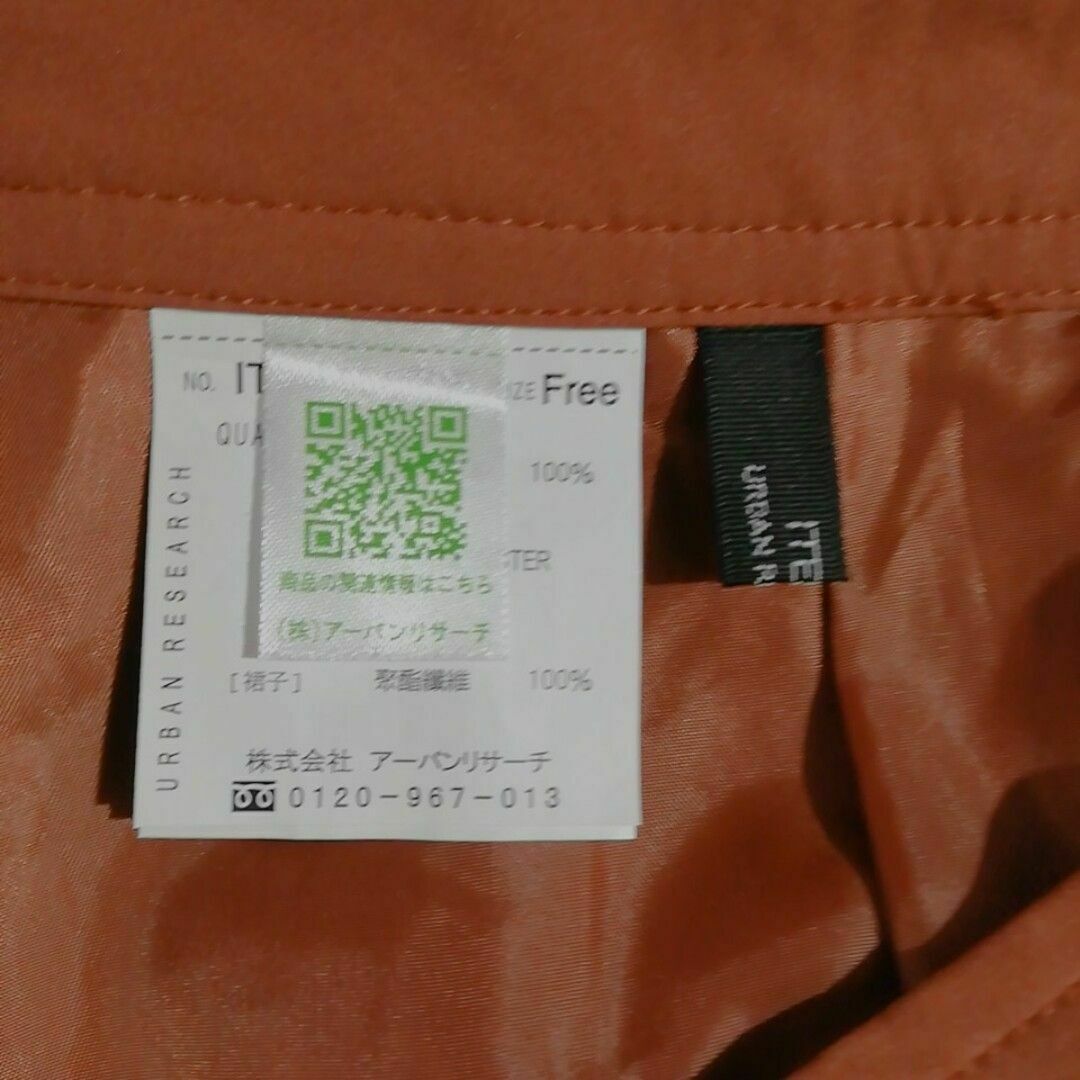 NO. IT
SIZE Free
QUA
100%
STER
URBAN RESEARCH
商品の関連情報はこちら
(株)アーバンリサーチ
[裙子] 聚酯纖維 100%
株式会社 アーバンリサーチ
0120-967-013
ITE
URBAN R